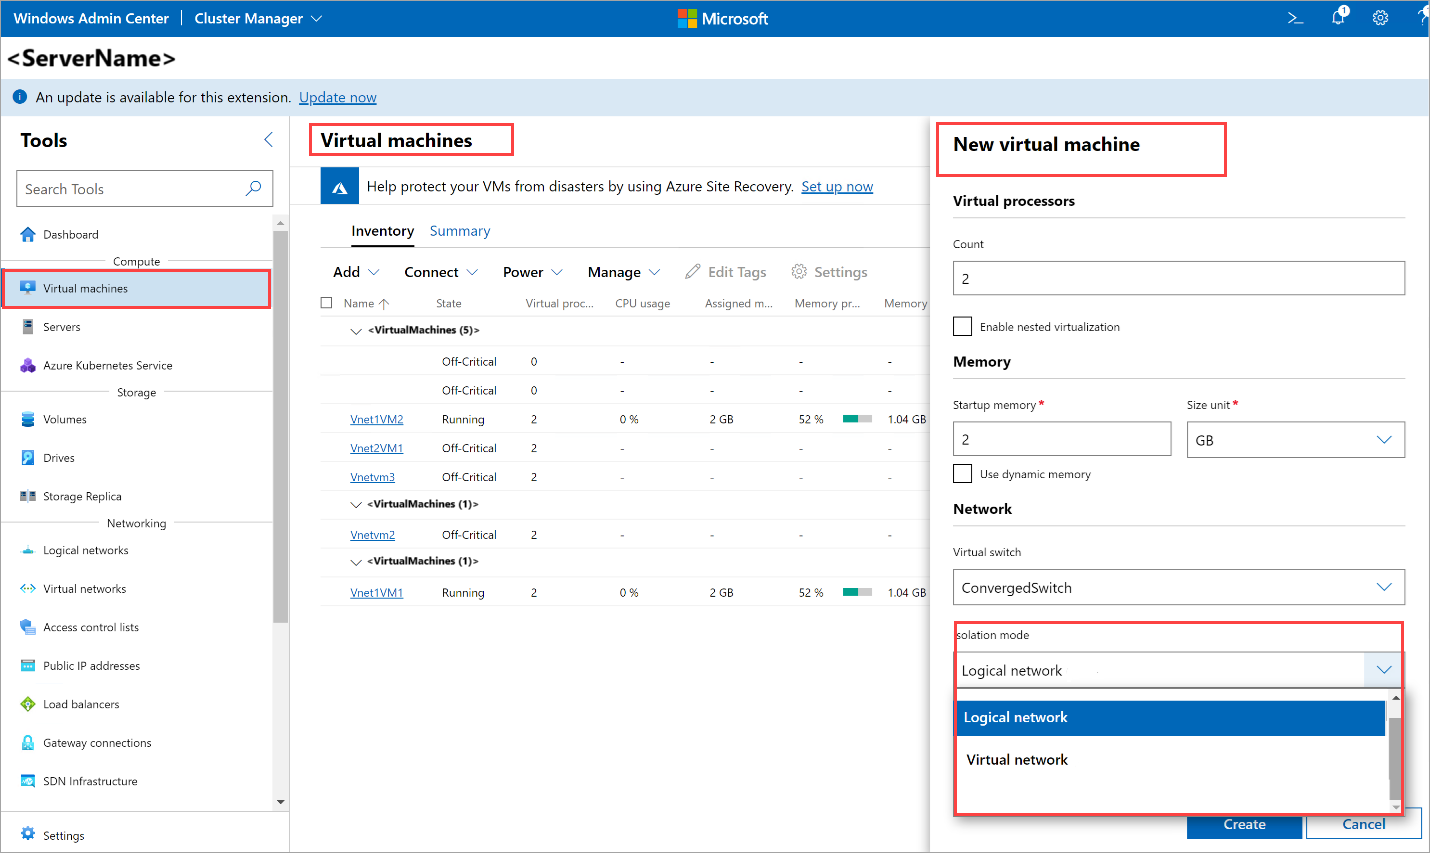 Windows Admin Center | Cluster Manager
Microsoft
1
<ServerName>
An update is available for this extension. Update now
Tools
Search Tools
Dashboard
Compute
Virtual machines
Servers
Azure Kubernetes Service
Storage
Volumes
Drives
Storage Replica
Networking
Logical networks
Virtual networks
Access control lists
Public IP addresses
Load balancers
Gateway connections
SDN Infrastructure
Settings
Virtual machines
Help protect your VMs from disasters by using Azure Site Recovery. Set up now
Inventory Summary
Add Connect Power Manage Edit Tags Settings
Name State Virtual proc... CPU usage Assigned m... Memory pr... Memory
<VirtualMachines (5)>
Off-Critical 0 - - - -
Off-Critical 0 - - - -
Vnet1VM2 Running 2 0 % 2 GB 52 % 1.04 GB
Vnet2VM1 Off-Critical 2 - - - -
Vnetvm3 Off-Critical 2 - - - -
<VirtualMachines (1)>
Vnetvm2 Off-Critical 2 - - - -
<VirtualMachines (1)>
Vnet1VM1 Running 2 0 % 2 GB 52 % 1.04 GB
New virtual machine
Virtual processors
Count
2
Enable nested virtualization
Memory
Startup memory * Size unit *
2 GB
Use dynamic memory
Network
Virtual switch
ConvergedSwitch
solation mode
Logical network
Logical network
Virtual network
Create Cancel